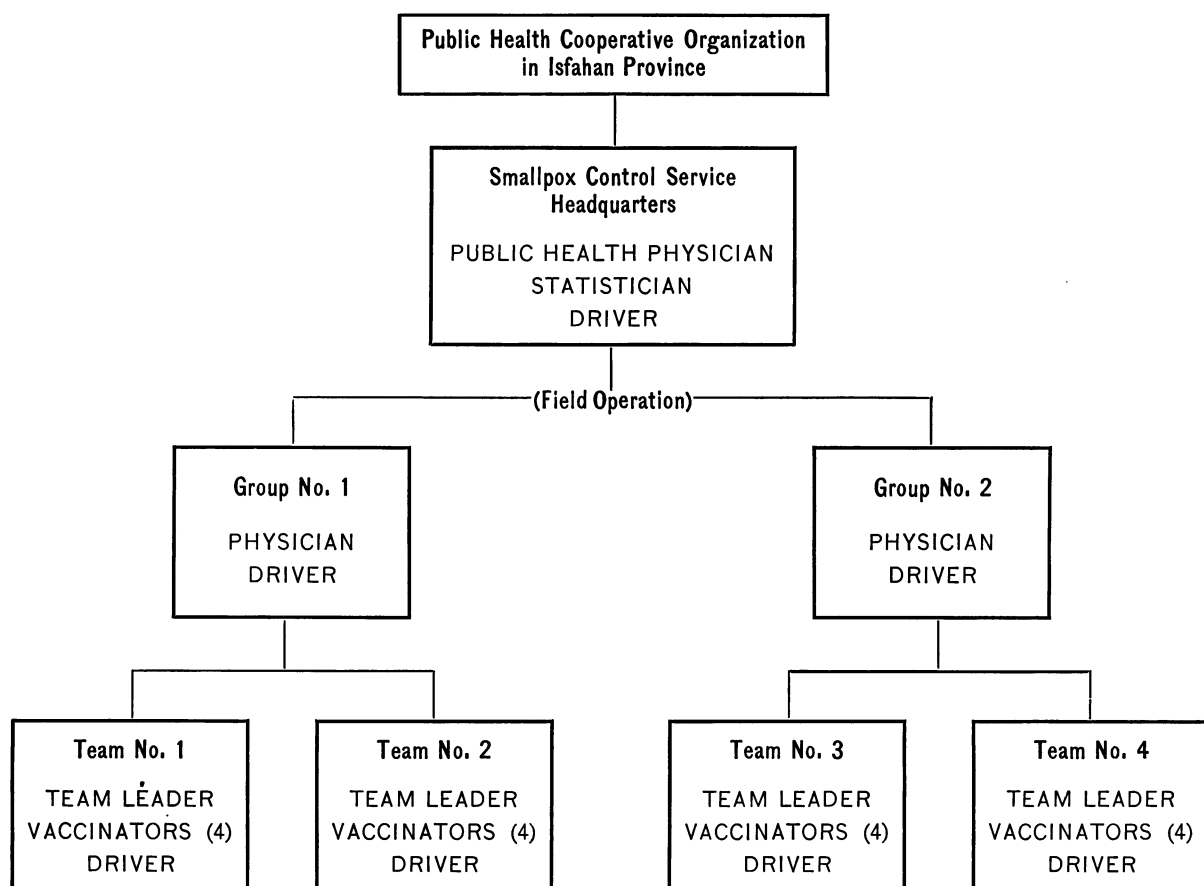 Public Health Cooperative Organization
in Isfahan Province
Smallpox Control Service
Headquarters
PUBLIC HEALTH PHYSICIAN
STATISTICIAN
DRIVER
(Field Operation)
Group No. 1
PHYSICIAN
DRIVER
Group No. 2
PHYSICIAN
DRIVER
Team No. 1
TEAM LEADER
VACCINATORS (4)
DRIVER
Team No. 2
TEAM LEADER
VACCINATORS (4)
DRIVER
Team No. 3
TEAM LEADER
VACCINATORS (4)
DRIVER
Team No. 4
TEAM LEADER
VACCINATORS (4)
DRIVER